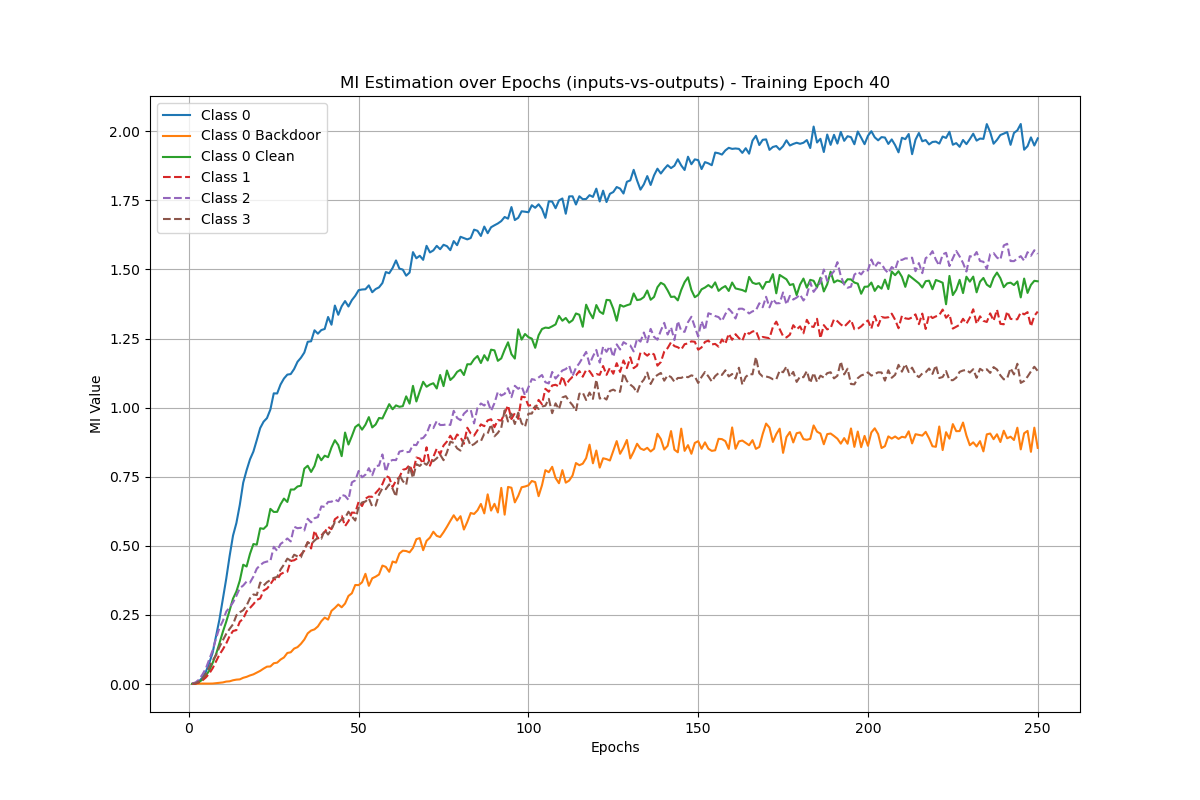 MI Estimation over Epochs (inputs-vs-outputs) - Training Epoch 40
Class 0
Class 0 Backdoor
Class 0 Clean
Class 1
Class 2
Class 3
MI Value
2.00
1.75
1.50
1.25
1.00
0.75
0.50
0.25
0.00
0 50 100 150 200 250
Epochs